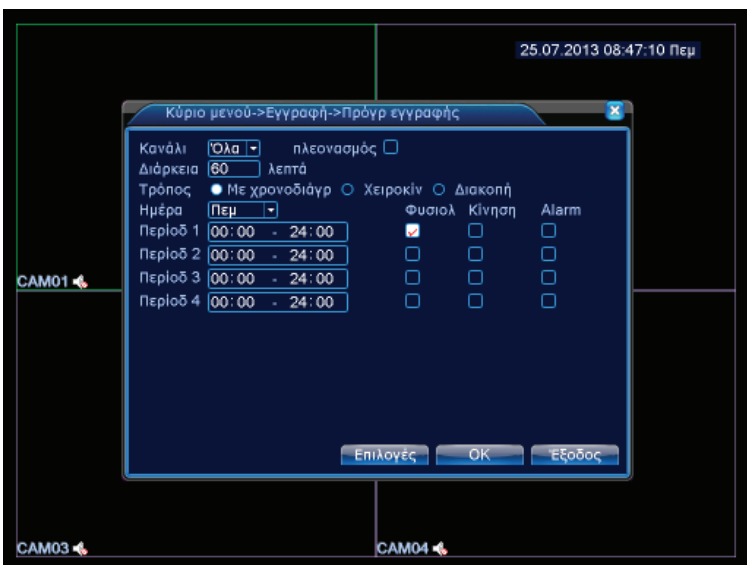 25.07.2013 08:47:10 Πεμ
Κύριο μενού->Εγγραφή->Πρόγρ εγγραφής
Κανάλι Όλα πλεονασμός
Διάρκεια 60 λεπτά
Τρόπος Με χρονοδιάγρ Χειροκίν Διακοπή
Ημέρα Πεμ Φυσιολ Κίνηση Alarm
Περίοδ 1 00:00 - 24:00
Περίοδ 2 00:00 - 24:00
Περίοδ 3 00:00 - 24:00
Περίοδ 4 00:00 - 24:00
Επιλογές OK Έξοδος
CAM01
CAM03 CAM04